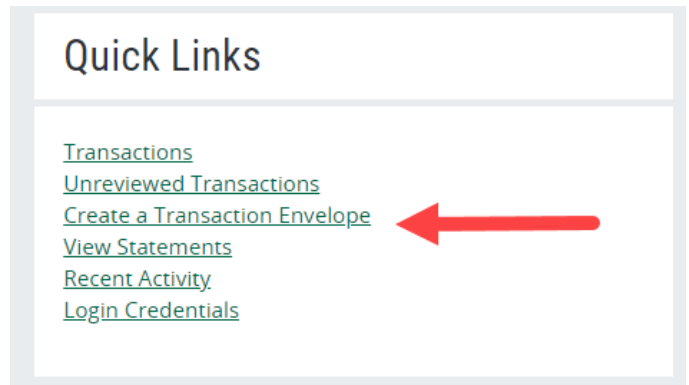 Quick Links
Transactions
Unreviewed Transactions
Create a Transaction Envelope
View Statements
Recent Activity
Login Credentials